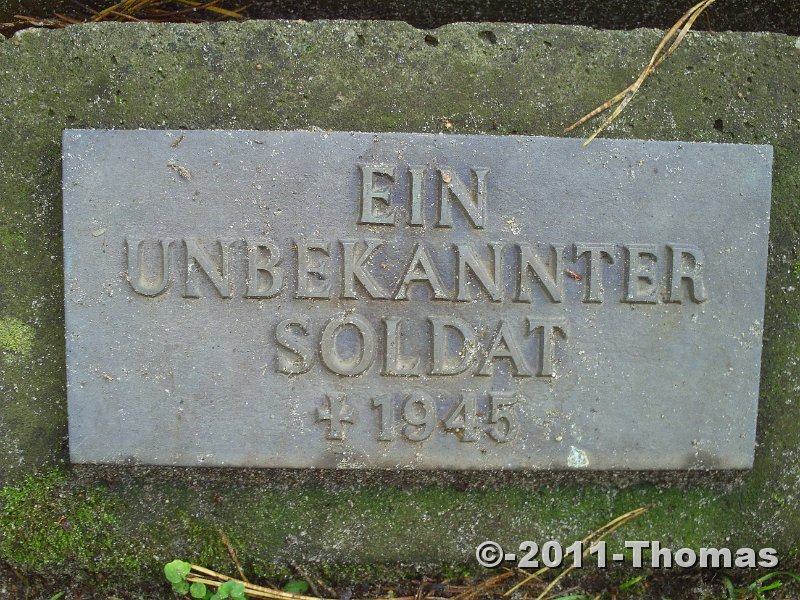 EIN
UNBEKANNTER
SOLDAT
✝ 1945
©-2011-Thomas